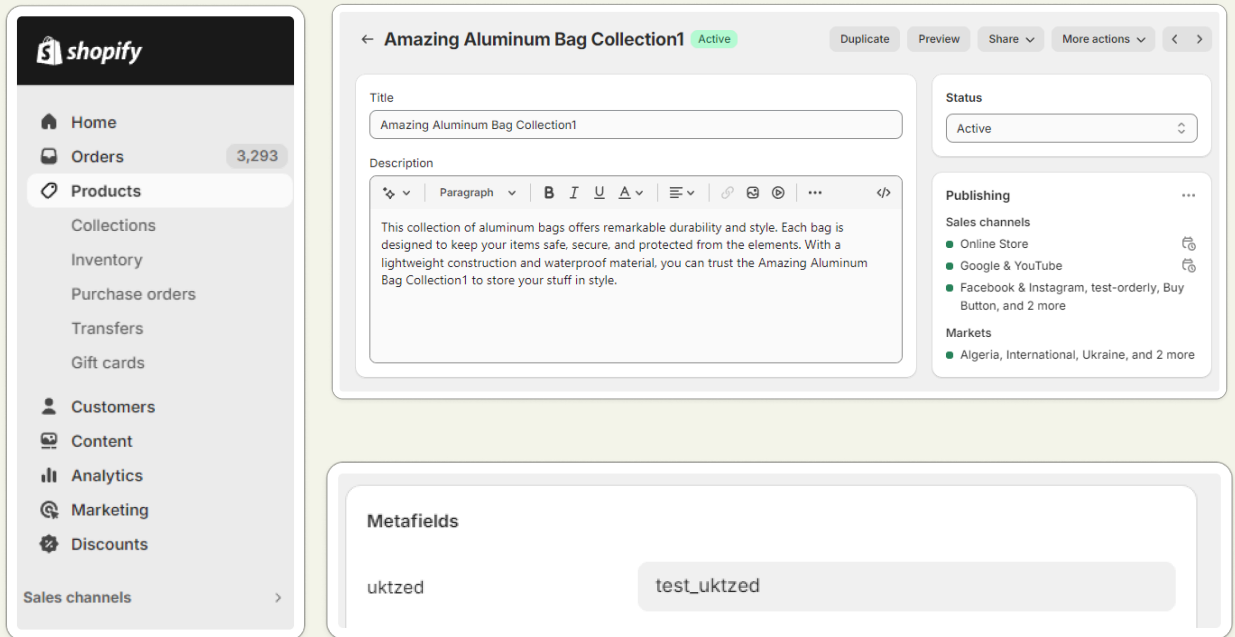 shopify
Home
Orders 3,293
Products
Collections
Inventory
Purchase orders
Transfers
Gift cards
Customers
Content
Analytics
Marketing
Discounts
Sales channels
Amazing Aluminum Bag Collection1 Active Duplicate Preview Share More actions
Title
Amazing Aluminum Bag Collection1
Description
Paragraph B I U A
This collection of aluminum bags offers remarkable durability and style. Each bag is
designed to keep your items safe, secure, and protected from the elements. With a
lightweight construction and waterproof material, you can trust the Amazing Aluminum
Bag Collection1 to store your stuff in style.
Status
Active
Publishing
Sales channels
Online Store
Google & YouTube
Facebook & Instagram, test-orderly, Buy
Button, and 2 more
Markets
Algeria, International, Ukraine, and 2 more
Metafields
uktzed test_uktzed